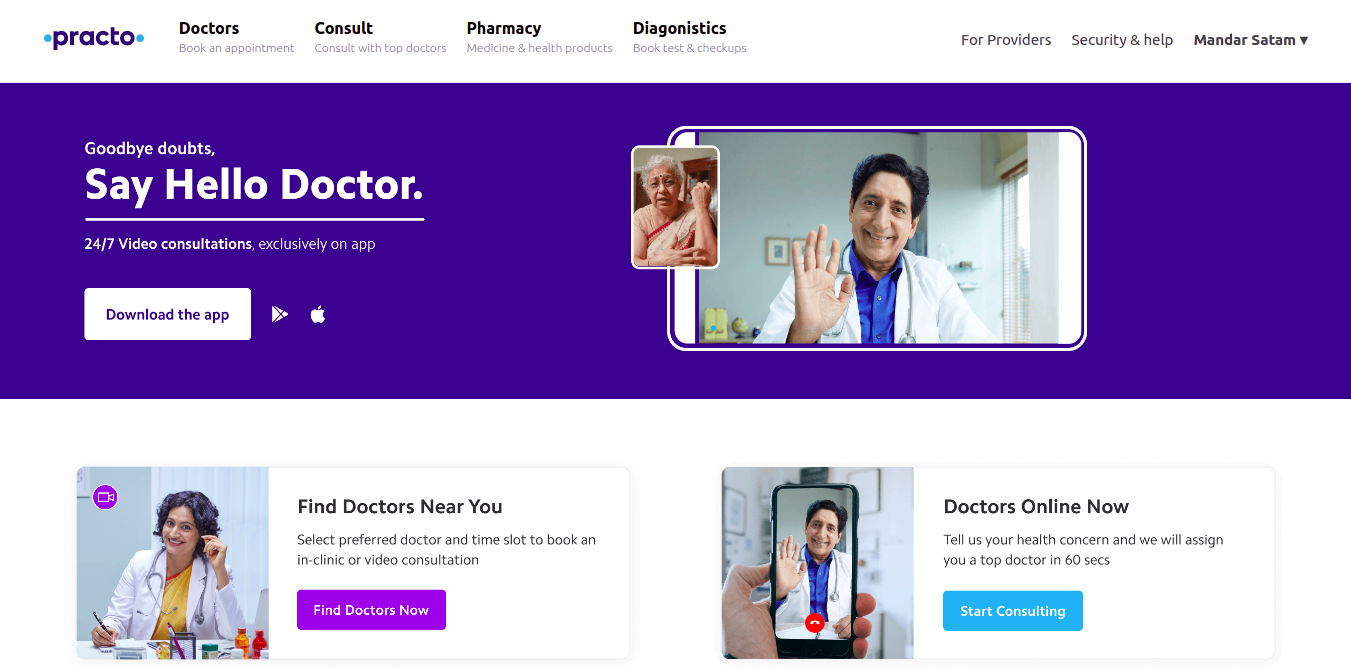 practo
Doctors
Book an appointment
Consult
Consult with top doctors
Pharmacy
Medicine & health products
Diagonistics
Book test & checkups
For Providers
Security & help
Mandar Satam ▾
Goodbye doubts,
Say Hello Doctor.
24/7 Video consultations, exclusively on app
Download the app
Find Doctors Near You
Select preferred doctor and time slot to book an
in-clinic or video consultation
Find Doctors Now
Doctors Online Now
Tell us your health concern and we will assign
you a top doctor in 60 secs
Start Consulting